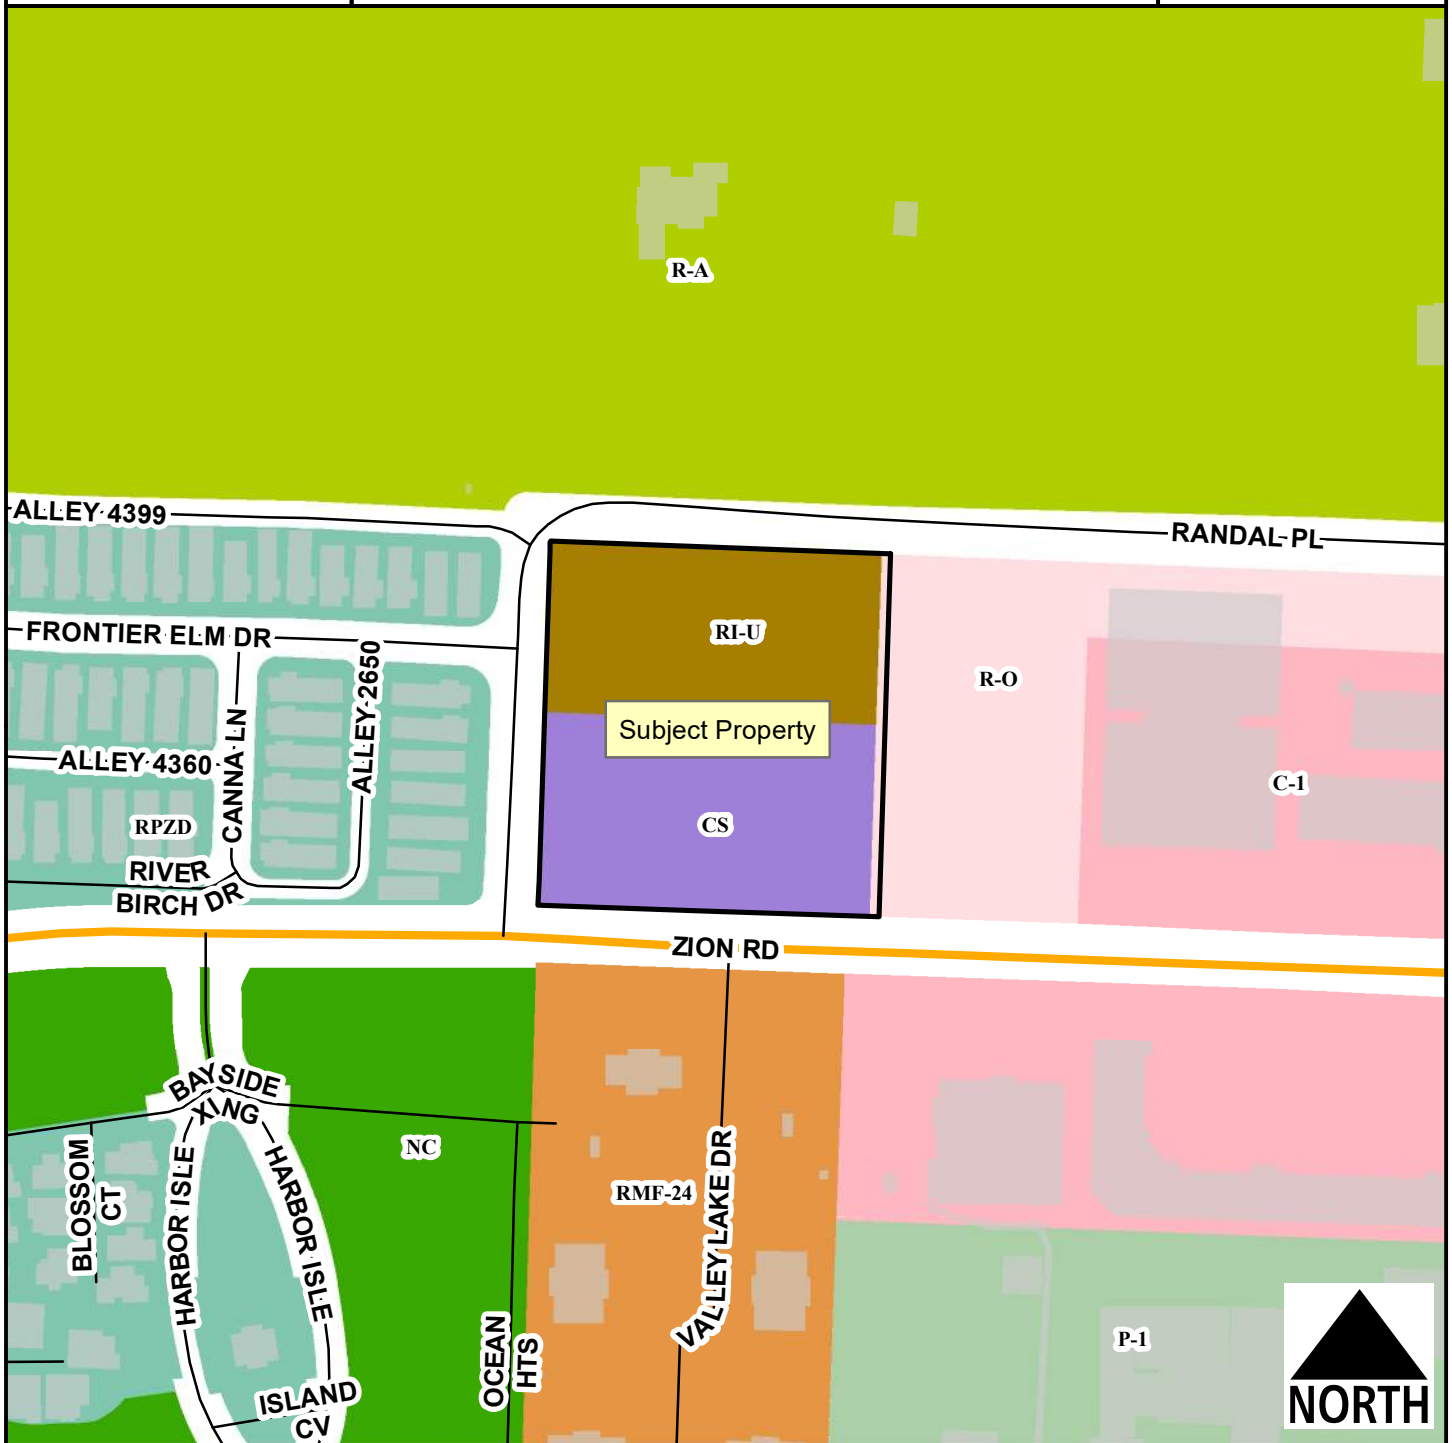 R-A
ALLEY 4399
RANDAL PL
FRONTIER ELM DR
RI-U
ALLEY 2650
R-O
CANNA LN
Subject Property
ALLEY 4360
C-1
RPZD
CS
RIVER
BIRCH DR
ZION RD
BAYSIDE
XING
NC
BLOSSOM
CT
HARBOR ISLE
HARBOR ISLE
RMF-24
VALLEY LAKE DR
OCEAN
HTS
P-1
ISLAND
CV
NORTH